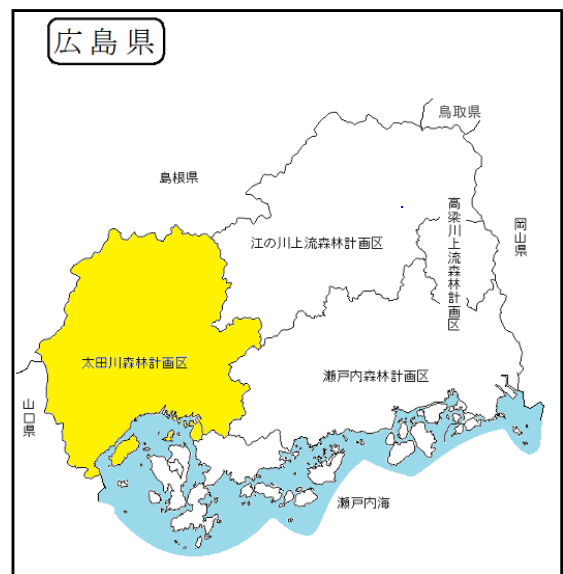 広島県
鳥取県
島根県
岡山県
高梁川上流森林計画区
江の川上流森林計画区
太田川森林計画区
瀬戸内森林計画区
山口県
瀬戸内海